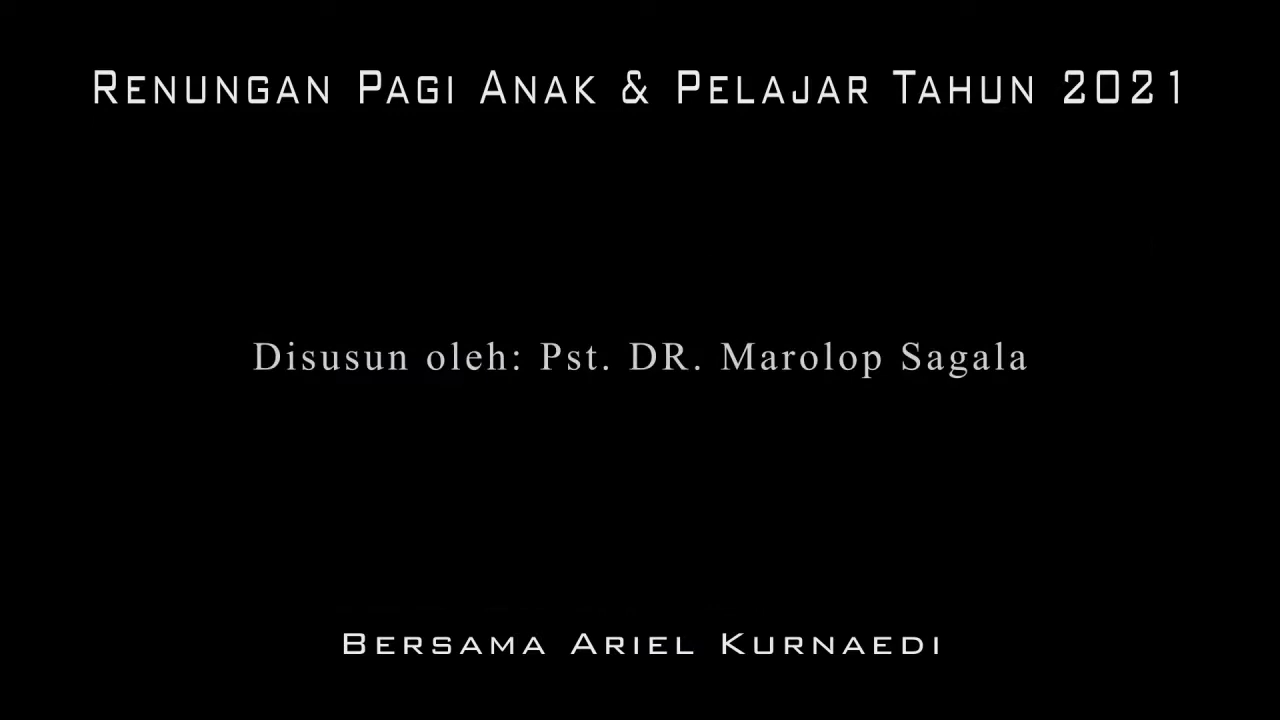 Renungan Pagi Anak & Pelajar Tahun 2021
Disusun oleh: Pst. DR. Marolop Sagala
Bersama Ariel Kurnaedi